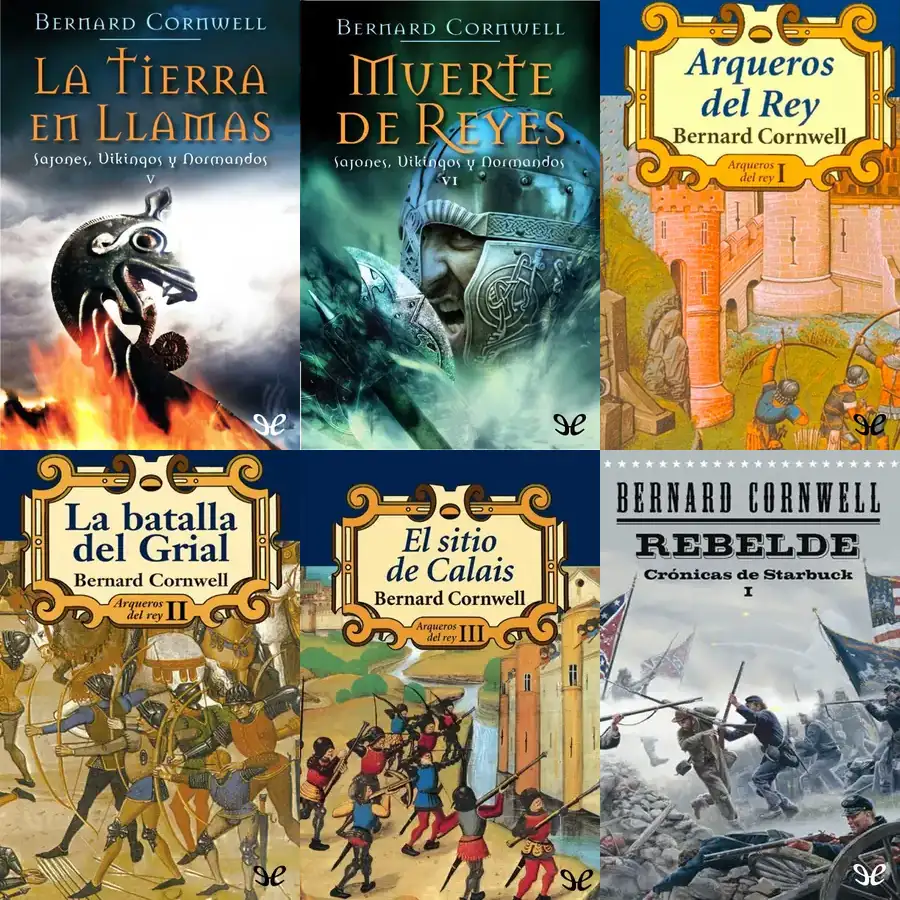 BERNARD CORNWELL
LA TIERRA
EN LLAMAS
Sajones, Vikingos y Normandos
V
BERNARD CORNWELL
MUERTE
DE REYES
Sajones, Vikingos y Normandos
VI
Arqueros
del Rey
Bernard Cornwell
Arqueros
del rey I
La batalla
del Grial
Bernard Cornwell
Arqueros
del rey II
El sitio
de Calais
Bernard Cornwell
Arqueros
del rey III
BERNARD CORNWELL
REBELDE
Crónicas de Starbuck
I